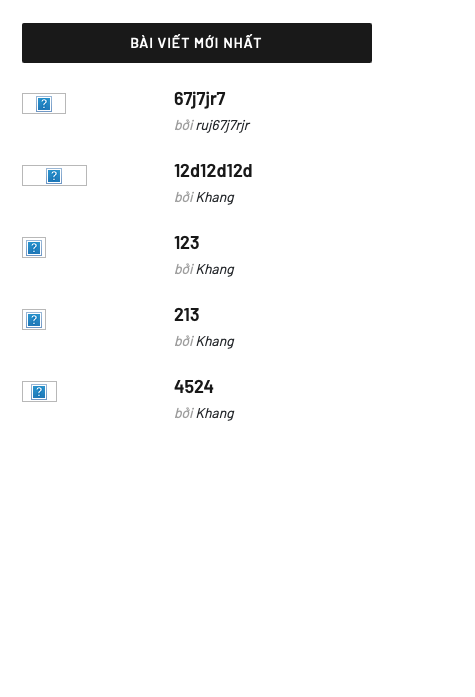 BÀI VIẾT MỚI NHẤT
67j7jr7
bởi ruj67j7rjr
12d12d12d
bởi Khang
123
bởi Khang
213
bởi Khang
4524
bởi Khang